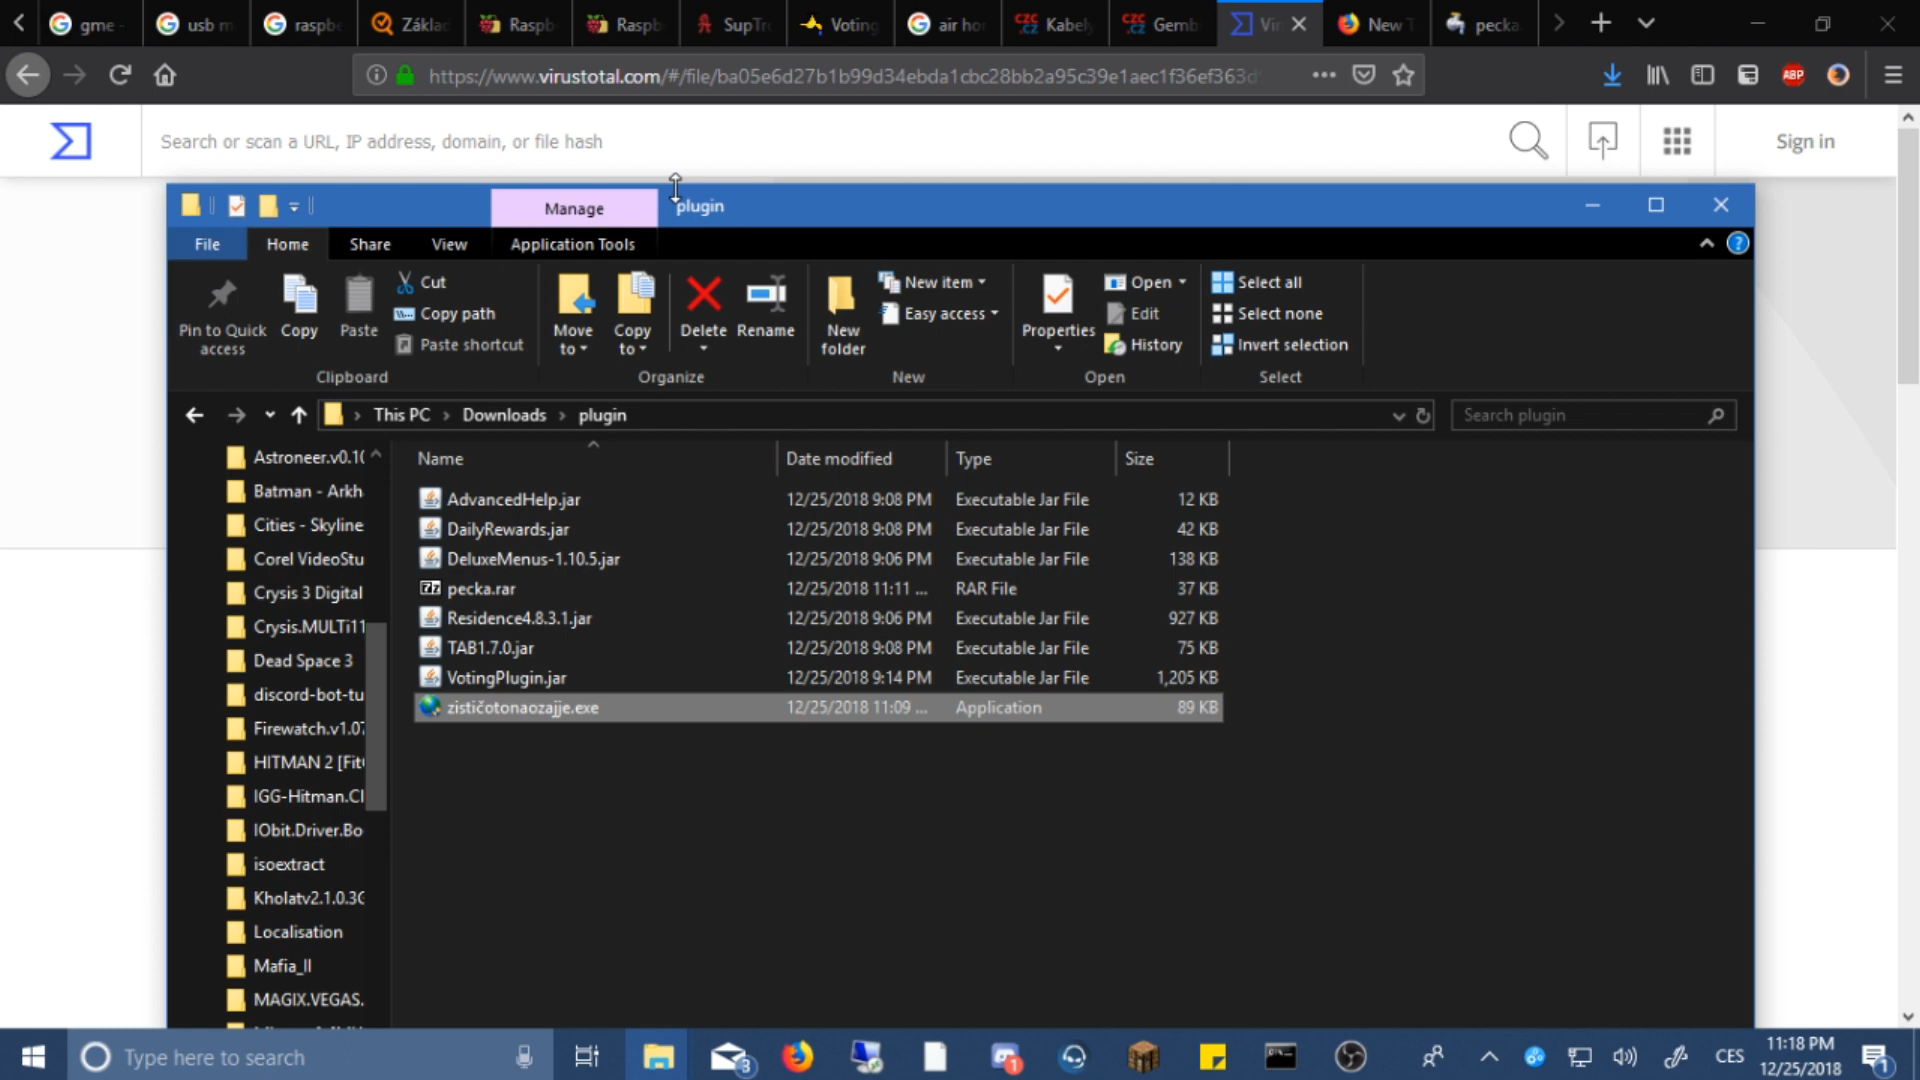 gme -
usb m
raspbe
Základ
Raspb
Raspb
SupTr
Voting
air ho
Kabely
Gemb
Vir
New T
pecka
https://www.virustotal.com/#/file/ba05e6d27b1b99d34ebda1cbc28bb2a95c39e1aec1f36ef363d
ABP
Search or scan a URL, IP address, domain, or file hash
Sign in
Manage
plugin
File
Home
Share
View
Application Tools
Pin to Quick access
Copy
Paste
Cut
Copy path
Paste shortcut
Clipboard
Move to
Copy to
Delete
Rename
Organize
New folder
New item
Easy access
New
Properties
Open
Edit
History
Open
Select all
Select none
Invert selection
Select
This PC > Downloads > plugin
Search plugin
Name Date modified Type Size
AdvancedHelp.jar 12/25/2018 9:08 PM Executable Jar File 12 KB
DailyRewards.jar 12/25/2018 9:08 PM Executable Jar File 42 KB
DeluxeMenus-1.10.5.jar 12/25/2018 9:06 PM Executable Jar File 138 KB
pecka.rar 12/25/2018 11:11 ... RAR File 37 KB
Residence4.8.3.1.jar 12/25/2018 9:06 PM Executable Jar File 927 KB
TAB1.7.0.jar 12/25/2018 9:08 PM Executable Jar File 75 KB
VotingPlugin.jar 12/25/2018 9:14 PM Executable Jar File 1,205 KB
zističotonaozajje.exe 12/25/2018 11:09 ... Application 89 KB
Astroneer.v0.1(
Batman - Arkh
Cities - Skyline
Corel VideoStu
Crysis 3 Digital
Crysis.MULTi11
Dead Space 3
discord-bot-tu
Firewatch.v1.07
HITMAN 2 [Fit
IGG-Hitman.Cl
IObit.Driver.Bo
isoextract
Kholatv2.1.0.3
Localisation
Mafia_II
MAGIX.VEGAS.
Type here to search
3
1
CES
11:18 PM
12/25/2018
1